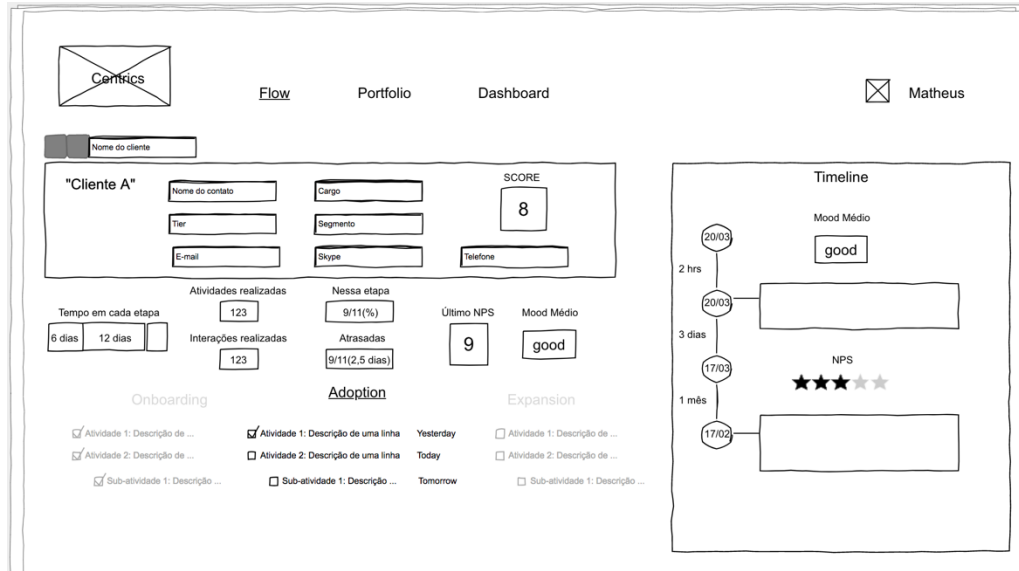 Centrics
Flow Portfolio Dashboard
Matheus
Nome do cliente
"Cliente A"
Nome do contato
Cargo
SCORE
8
Tier
Segmento
E-mail
Skype
Telefone
Tempo em cada etapa
6 dias 12 dias
Atividades realizadas
123
Interações realizadas
123
Nessa etapa
9/11(%)
Atrasadas
9/11(2,5 dias)
Último NPS
9
Mood Médio
good
Onboarding
Atividade 1: Descrição de ...
Atividade 2: Descrição de ...
Sub-atividade 1: Descrição ...
Adoption
Atividade 1: Descrição de uma linha Yesterday
Atividade 2: Descrição de uma linha Today
Sub-atividade 1: Descrição ... Tomorrow
Expansion
Atividade 1: Descrição de ...
Atividade 2: Descrição de ...
Sub-atividade 1: Descrição ...
Timeline
Mood Médio
good
20/03
2 hrs
20/03
3 dias
17/03
NPS
1 mês
17/02